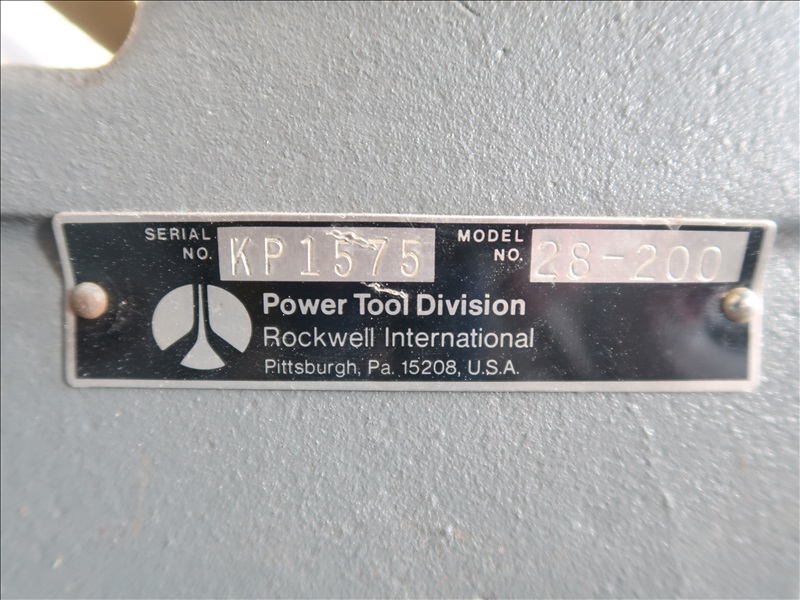 SERIAL NO. KP1575 MODEL NO. 28-200
Power Tool Division
Rockwell International
Pittsburgh, Pa. 15208, U.S.A.